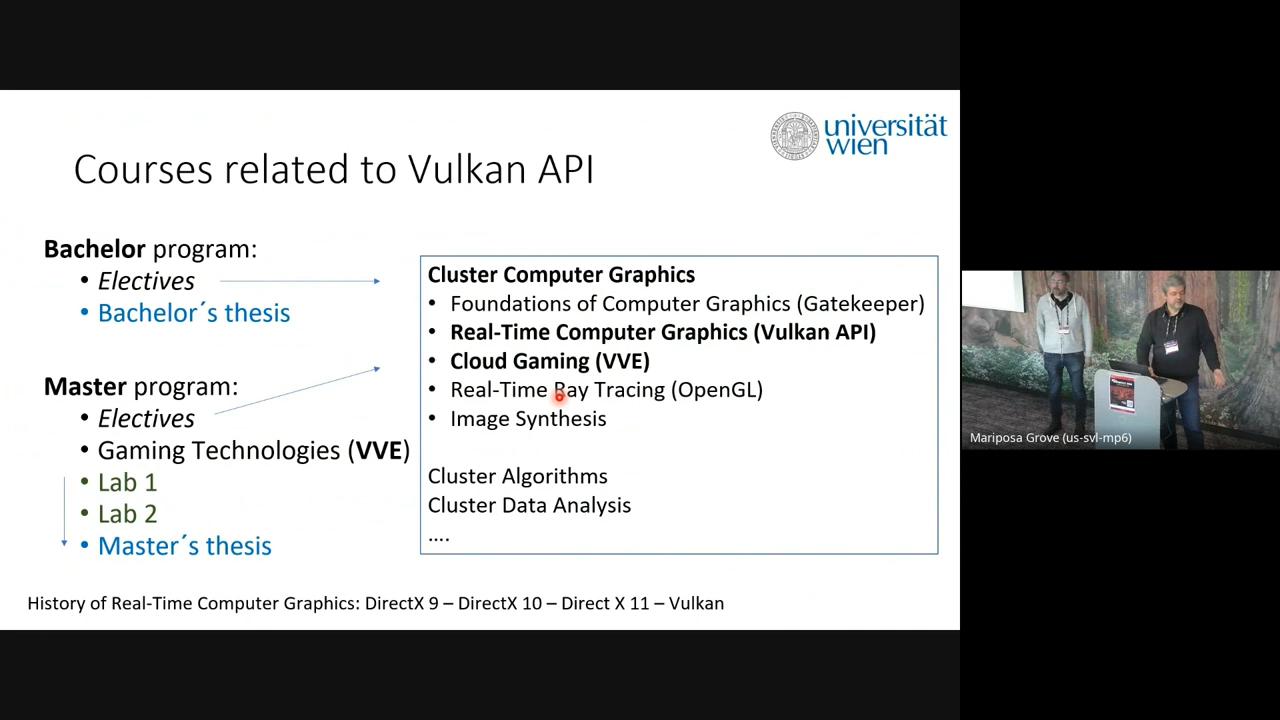 universität
wien
Courses related to Vulkan API
Bachelor program:
• Electives
• Bachelor´s thesis
Master program:
• Electives
• Gaming Technologies (VVE)
• Lab 1
• Lab 2
• Master´s thesis
Cluster Computer Graphics
• Foundations of Computer Graphics (Gatekeeper)
• Real-Time Computer Graphics (Vulkan API)
• Cloud Gaming (VVE)
• Real-Time Ray Tracing (OpenGL)
• Image Synthesis
Cluster Algorithms
Cluster Data Analysis
....
History of Real-Time Computer Graphics: DirectX 9 – DirectX 10 – Direct X 11 – Vulkan
Mariposa Grove (us-svl-mp6)